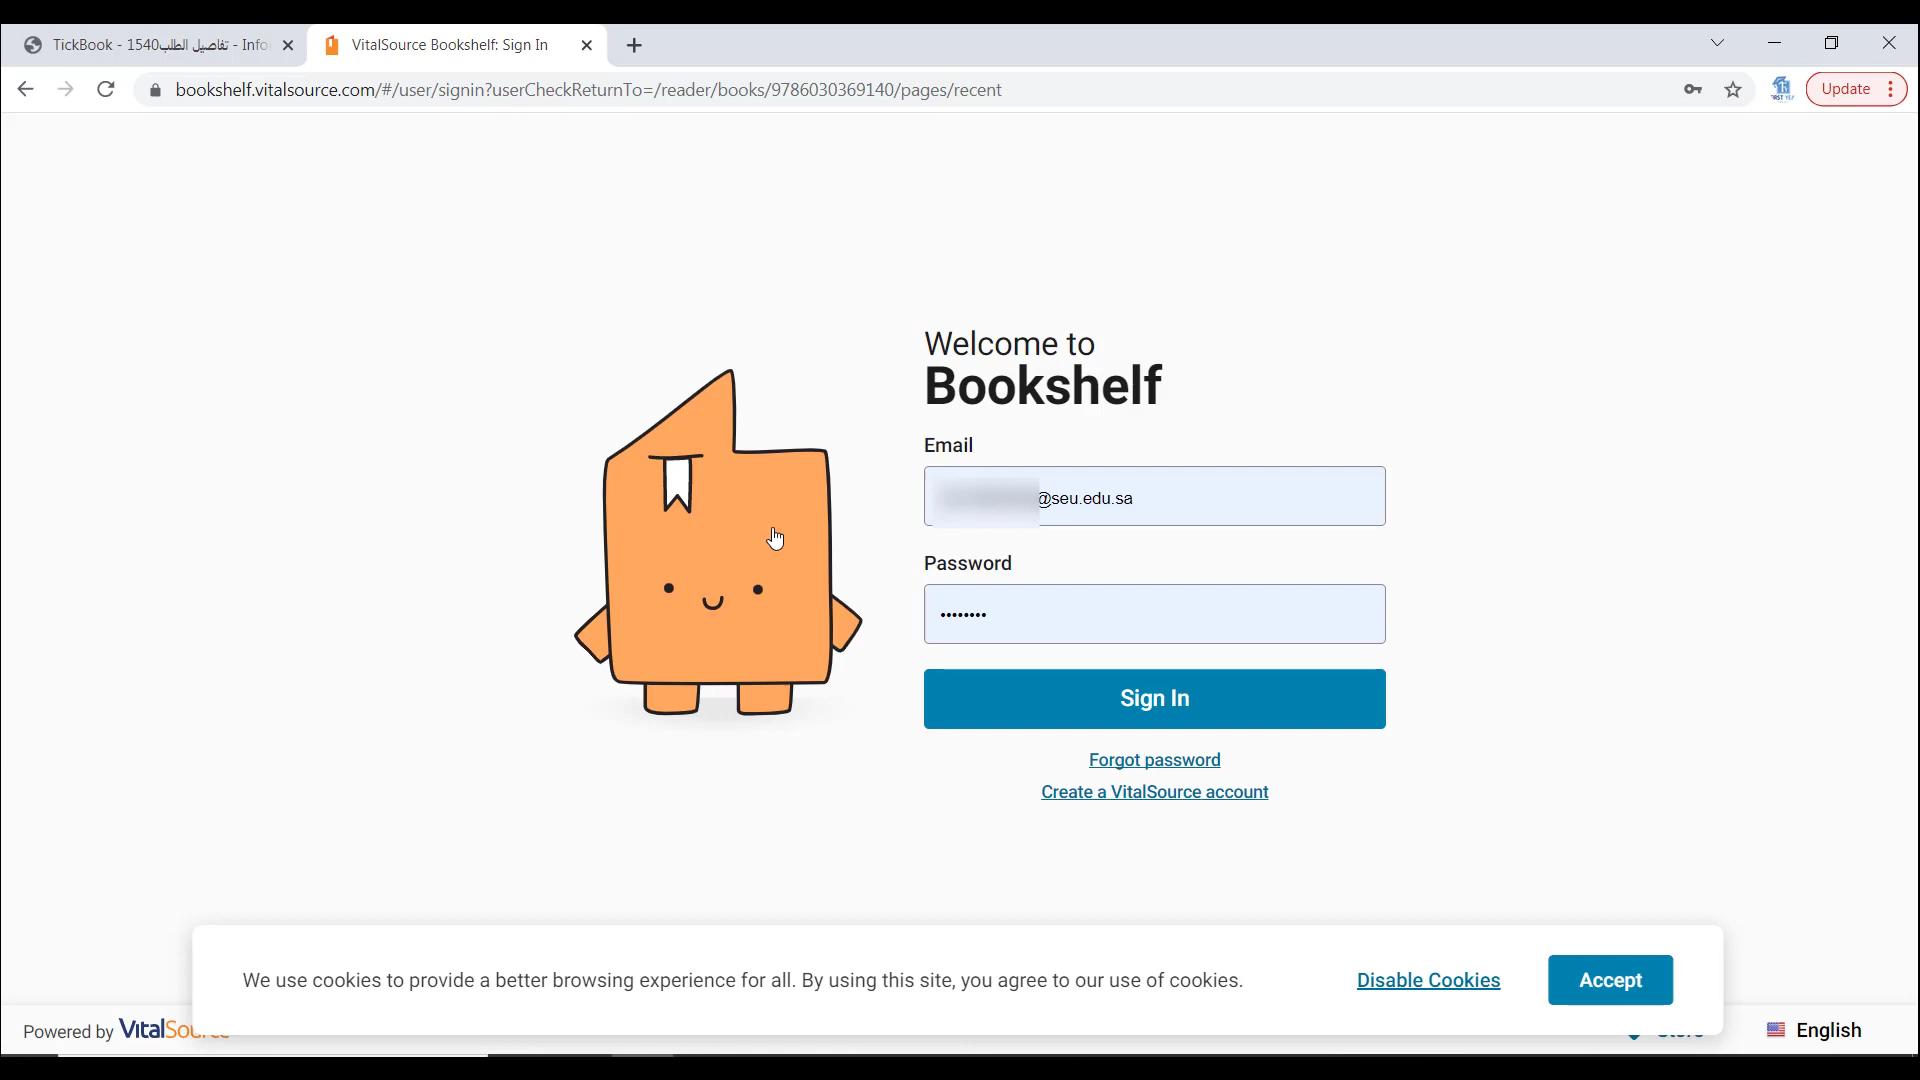 TickBook - 1540تفاصيل الطلب - Info
VitalSource Bookshelf: Sign In
bookshelf.vitalsource.com/#/user/signin?userCheckReturnTo=/reader/books/9786030369140/pages/recent
Update
Welcome to
Bookshelf
Email
@seu.edu.sa
Password
Sign In
Forgot password
Create a VitalSource account
We use cookies to provide a better browsing experience for all. By using this site, you agree to our use of cookies.
Disable Cookies
Accept
Powered by VitalSource
Store
English